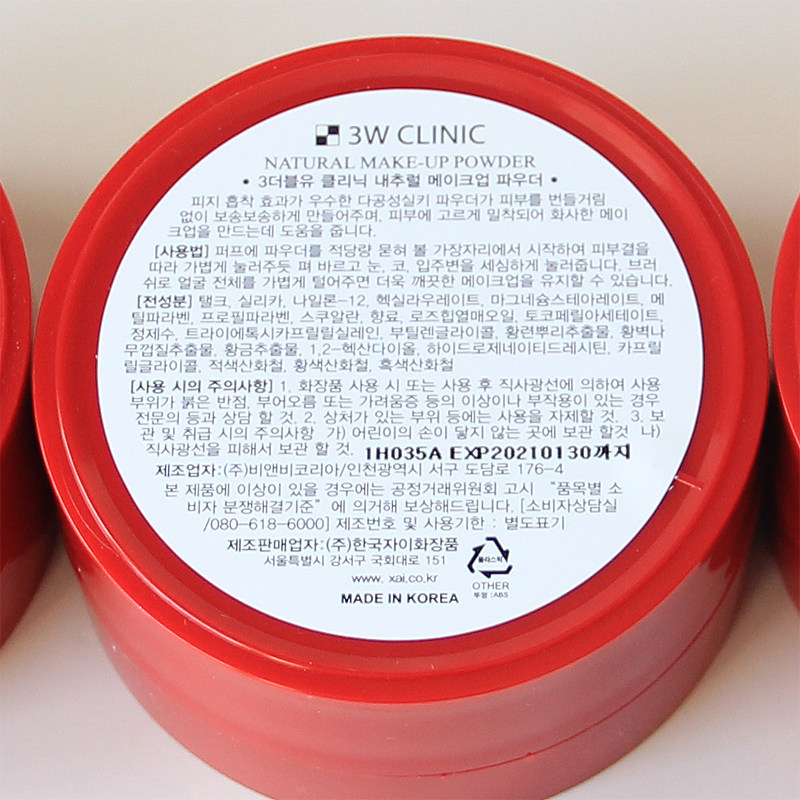 3W CLINIC
NATURAL MAKE-UP POWDER
• 3더블유 클리닉 내추럴 메이크업 파우더 •
피지 흡착 효과가 우수한 다공성실키 파우더가 피부를 번들거림
없이 보송보송하게 만들어주며, 피부에 고르게 밀착되어 화사한 메이
크업을 만드는데 도움을 줍니다.
[사용법] 퍼프에 파우더를 적당량 묻혀 볼 가장자리에서 시작하여 피부결을
따라 가볍게 눌러주듯 펴 바르고 눈, 코, 입주변을 세심하게 눌러줍니다. 브러
쉬로 얼굴 전체를 가볍게 털어주면 더욱 깨끗한 메이크업을 유지할 수 있습니다.
[전성분] 탤크, 실리카, 나일론-12, 헥실라우레이트, 마그네슘스테아레이트, 메
틸파라벤, 프로필파라벤, 스쿠알란, 향료, 로즈힙열매오일, 토코페릴아세테이트,
정제수, 트라이에톡시카프릴릴실레인, 부틸렌글라이콜, 황련뿌리추출물, 황벽나
무껍질추출물, 황금추출물, 1,2-헥산다이올, 하이드로제네이티드레시틴, 카프릴
릴글라이콜, 적색산화철, 황색산화철, 흑색산화철
[사용 시의 주의사항] 1. 화장품 사용 시 또는 사용 후 직사광선에 의하여 사용
부위가 붉은 반점, 부어오름 또는 가려움증 등의 이상이나 부작용이 있는 경우
전문의 등과 상담 할 것. 2. 상처가 있는 부위 등에는 사용을 자제할 것. 3. 보
관 및 취급 시의 주의사항 가) 어린이의 손이 닿지 않는 곳에 보관 할것 나)
직사광선을 피해서 보관 할 것. 1H035A EXP20210130까지
제조업자:(주)비앤비코리아/인천광역시 서구 도담로 176-4
본 제품에 이상이 있을 경우에는 공정거래위원회 고시 "품목별 소
비자 분쟁해결기준"에 의거해 보상해드립니다. [소비자상담실
/080-618-6000] 제조번호 및 사용기한 : 별도표기
제조판매업자:(주)한국자이화장품
서울특별시 강서구 국회대로 151
www. xai.co.kr
MADE IN KOREA
플라스틱
OTHER
뚜껑:ABS